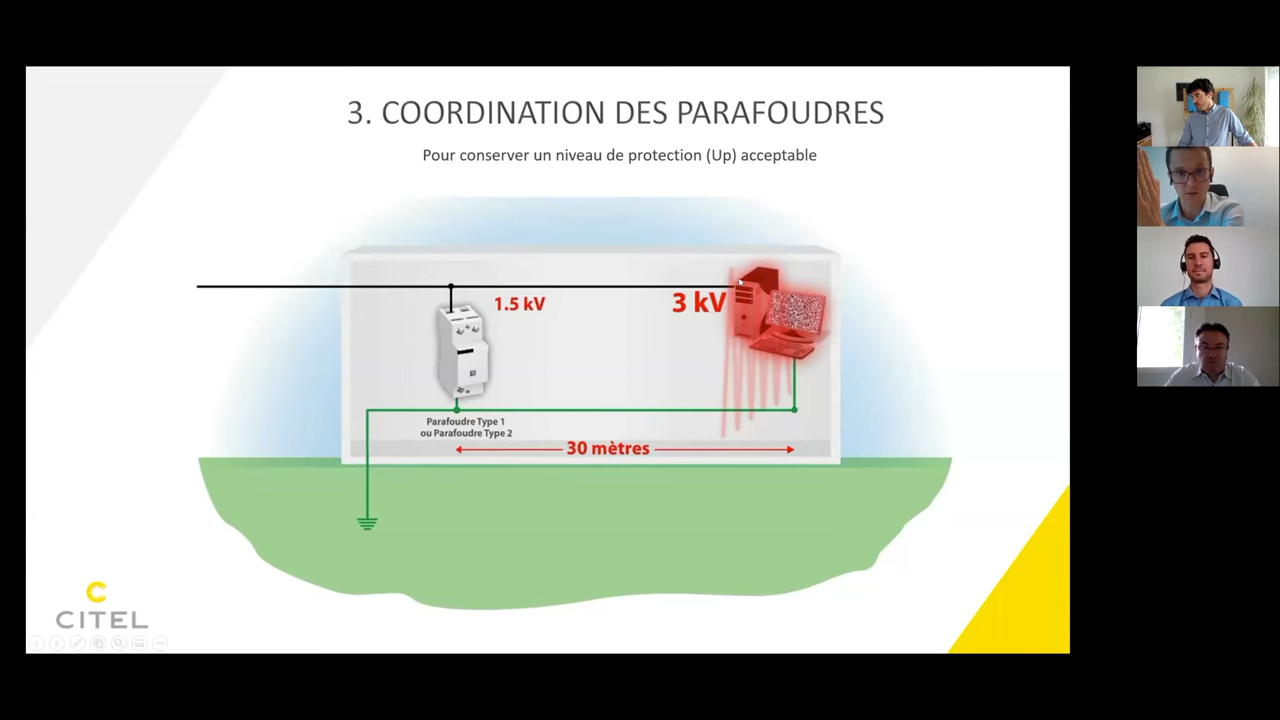 3. COORDINATION DES PARAFOUDRES
Pour conserver un niveau de protection (Up) acceptable
1.5 kV
3 kV
Parafoudre Type 1
ou Parafoudre Type 2
30 mètres
C
CITEL